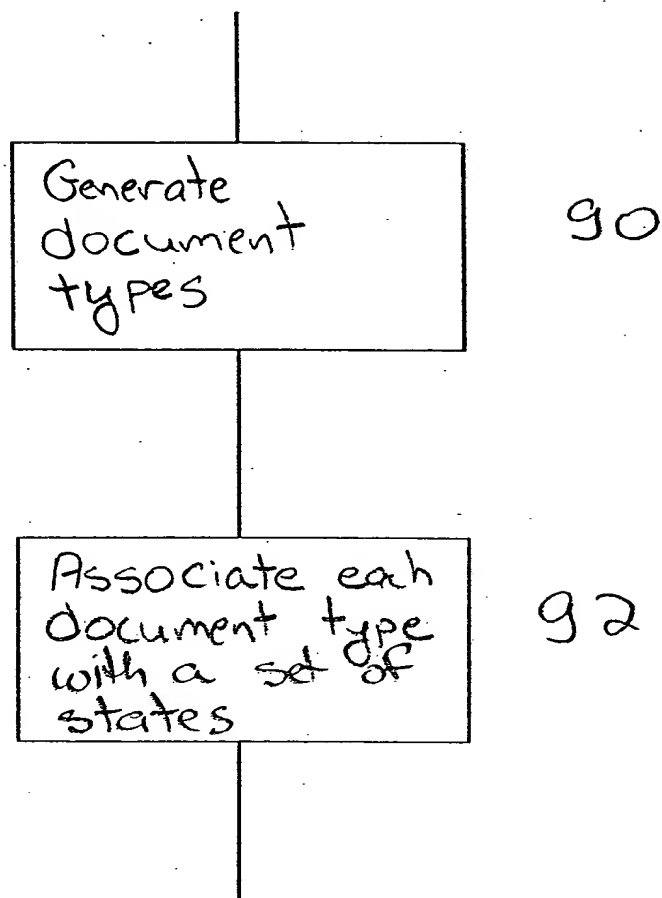 Generate
document
types
90
Associate each
document type
with a set of
states
92